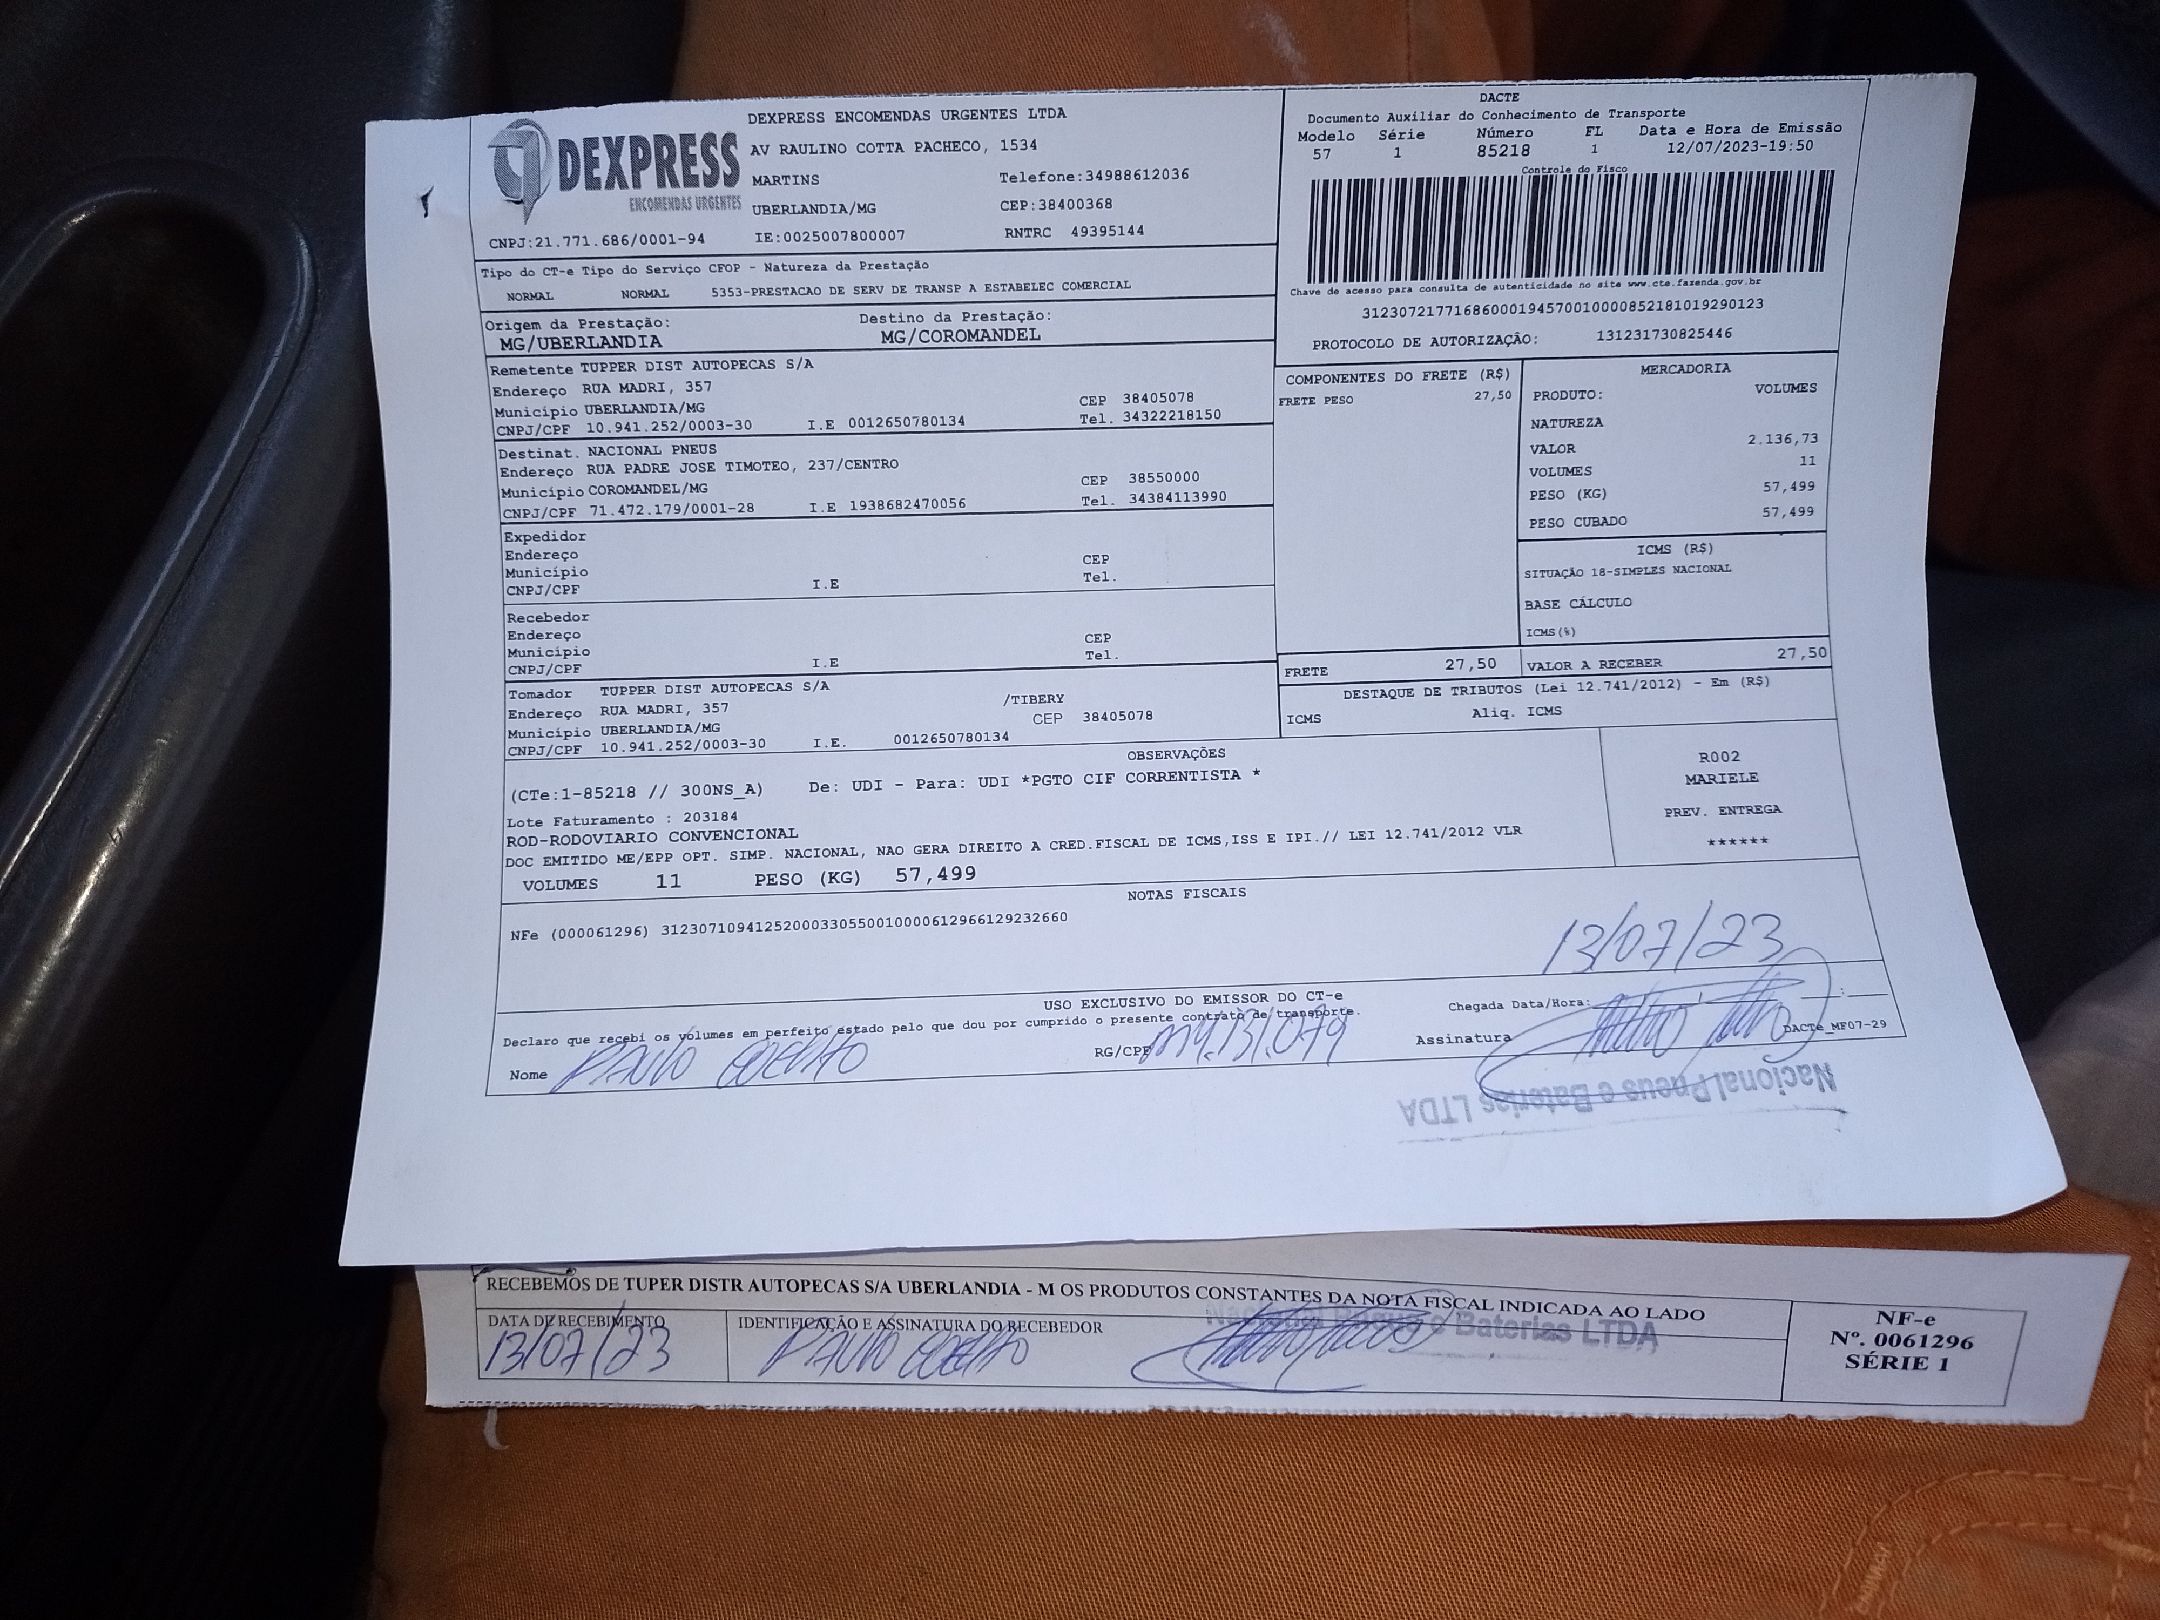 DEXPRESS
ENCOMENDAS URGENTES
DEXPRESS ENCOMENDAS URGENTES LTDA
AV RAULINO COTTA PACHECO, 1534
MARTINS Telefone:34988612036
UBERLANDIA/MG CEP:38400368
CNPJ:21.771.686/0001-94 IE:0025007800007 RNTRC 49395144
DACTE
Documento Auxiliar do Conhecimento de Transporte
Modelo Série Número FL Data e Hora de Emissão
57 1 85218 1 12/07/2023-19:50
Controle do Fisco
Chave de acesso para consulta de autenticidade no site www.cte.fazenda.gov.br
31230721771686000194570010000852181019290123
PROTOCOLO DE AUTORIZAÇÃO: 131231730825446
Tipo do CT-e Tipo do Serviço CFOP - Natureza da Prestação
NORMAL NORMAL 5353-PRESTACAO DE SERV DE TRANSP A ESTABELEC COMERCIAL
Origem da Prestação: Destino da Prestação:
MG/UBERLANDIA MG/COROMANDEL
Remetente TUPPER DIST AUTOPECAS S/A
Endereço RUA MADRI, 357
Município UBERLANDIA/MG CEP 38405078
CNPJ/CPF 10.941.252/0003-30 I.E 0012650780134 Tel. 34322218150
Destinat. NACIONAL PNEUS
Endereço RUA PADRE JOSE TIMOTEO, 237/CENTRO
Município COROMANDEL/MG CEP 38550000
CNPJ/CPF 71.472.179/0001-28 I.E 1938682470056 Tel. 34384113990
Expedidor
Endereço
Município CEP
CNPJ/CPF I.E Tel.
Recebedor
Endereço
Município CEP
CNPJ/CPF I.E Tel.
Tomador TUPPER DIST AUTOPECAS S/A
Endereço RUA MADRI, 357 /TIBERY
Município UBERLANDIA/MG CEP 38405078
CNPJ/CPF 10.941.252/0003-30 I.E. 0012650780134
COMPONENTES DO FRETE (R$)
FRETE PESO 27,50
MERCADORIA
PRODUTO: VOLUMES
NATUREZA
VALOR 2.136,73
VOLUMES 11
PESO (KG) 57,499
PESO CUBADO 57,499
ICMS (R$)
SITUAÇÃO 18-SIMPLES NACIONAL
BASE CÁLCULO
ICMS(%)
FRETE 27,50 VALOR A RECEBER 27,50
DESTAQUE DE TRIBUTOS (Lei 12.741/2012) - Em (R$)
ICMS Aliq. ICMS
OBSERVAÇÕES
(CTe:1-85218 // 300NS_A) De: UDI - Para: UDI *PGTO CIF CORRENTISTA *
Lote Faturamento : 203184
ROD-RODOVIARIO CONVENCIONAL
DOC EMITIDO ME/EPP OPT. SIMP. NACIONAL, NAO GERA DIREITO A CRED.FISCAL DE ICMS,ISS E IPI.// LEI 12.741/2012 VLR
VOLUMES 11 PESO (KG) 57,499
R002
MARIELE
PREV. ENTREGA
******
NOTAS FISCAIS
NFe (000061296) 31230710941252000330550010000612966129232660
13/07/23
USO EXCLUSIVO DO EMISSOR DO CT-e
Declaro que recebi os volumes em perfeito estado pelo que dou por cumprido o presente contrato de transporte.
Chegada Data/Hora: __:__
Nome PAULO COELHO RG/CPF Assinatura
DACTe_MF07-29
Nacional Pneus e Baterias LTDA
RECEBEMOS DE TUPER DISTR AUTOPECAS S/A UBERLANDIA - M OS PRODUTOS CONSTANTES DA NOTA FISCAL INDICADA AO LADO
DATA DE RECEBIMENTO IDENTIFICAÇÃO E ASSINATURA DO RECEBEDOR
13/07/23 PAULO COELHO
Nacional Pneus e Baterias LTDA
NF-e
Nº. 0061296
SÉRIE 1